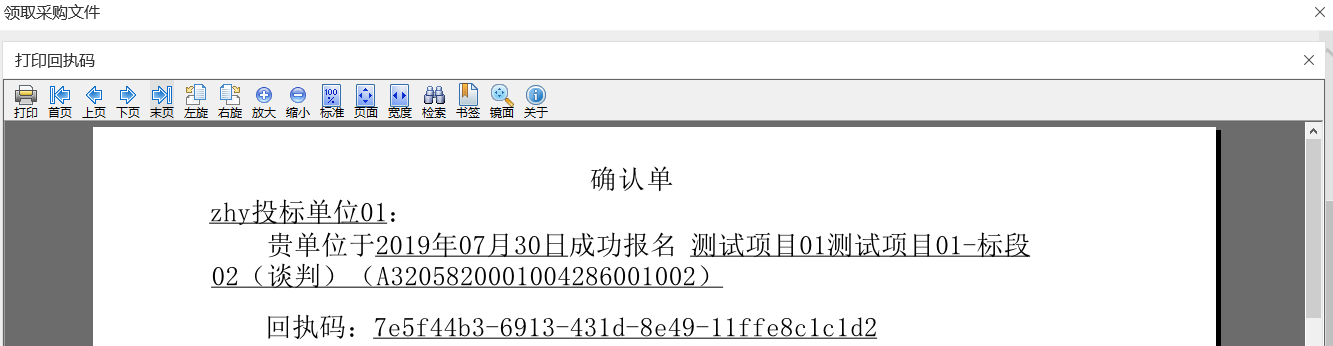 领取采购文件
打印回执码
打印 首页 上页 下页 末页 左旋 右旋 放大 缩小 标准 页面 宽度 检索 书签 镜面 关于
确认单
zhy投标单位01：
贵单位于2019年07月30日成功报名 测试项目01测试项目01-标段
02（谈判）（A3205820001004286001002）
回执码：7e5f44b3-6913-431d-8e49-11ffe8c1c1d2